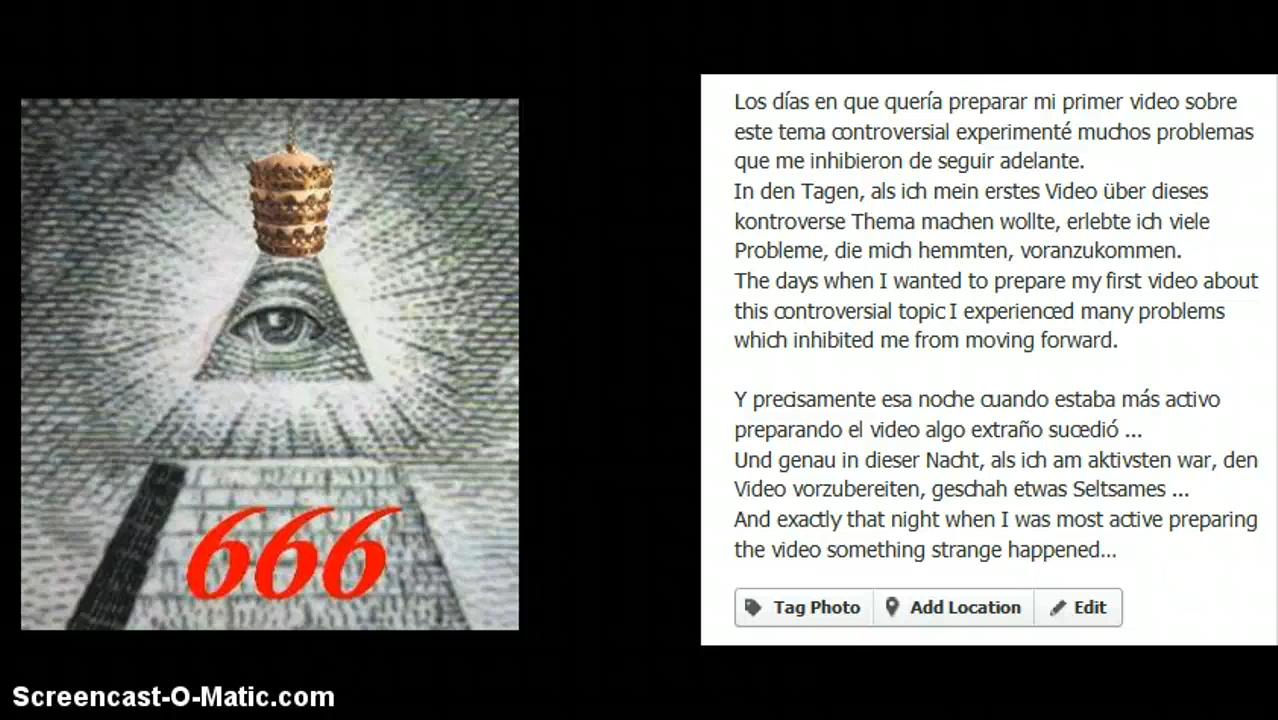 666
Los días en que quería preparar mi primer video sobre
este tema controversial experimenté muchos problemas
que me inhibieron de seguir adelante.
In den Tagen, als ich mein erstes Video über dieses
kontroverse Thema machen wollte, erlebte ich viele
Probleme, die mich hemmten, voranzukommen.
The days when I wanted to prepare my first video about
this controversial topic I experienced many problems
which inhibited me from moving forward.
Y precisamente esa noche cuando estaba más activo
preparando el video algo extraño sucedió ...
Und genau in dieser Nacht, als ich am aktivsten war, den
Video vorzubereiten, geschah etwas Seltsames ...
And exactly that night when I was most active preparing
the video something strange happened...
Tag Photo Add Location Edit
Screencast-O-Matic.com